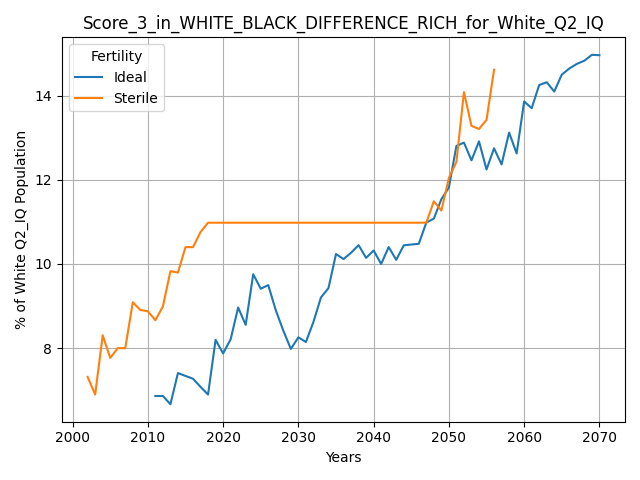 Score_3_in_WHITE_BLACK_DIFFERENCE_RICH_for_White_Q2_IQ
Fertility
Ideal
Sterile
% of White Q2_IQ Population
14
12
10
8
2000 2010 2020 2030 2040 2050 2060 2070
Years